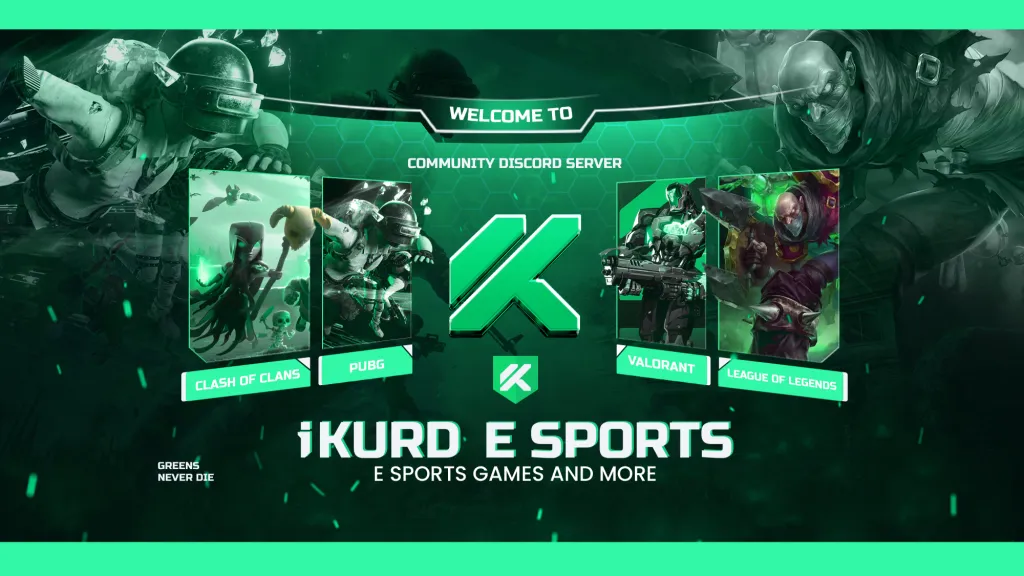 WELCOME TO
COMMUNITY DISCORD SERVER
CLASH OF CLANS
PUBG
VALORANT
LEAGUE OF LEGENDS
iKURD E SPORTS
E SPORTS GAMES AND MORE
GREENS
NEVER DIE